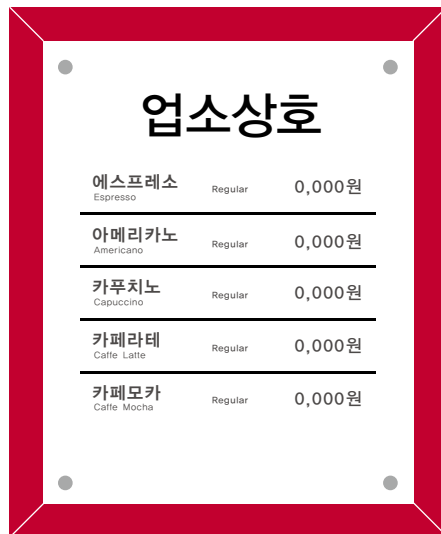 업소상호
에스프레소 Regular 0,000원
Espresso
아메리카노 Regular 0,000원
Americano
카푸치노 Regular 0,000원
Capuccino
카페라테 Regular 0,000원
Caffe Latte
카페모카 Regular 0,000원
Caffe Mocha